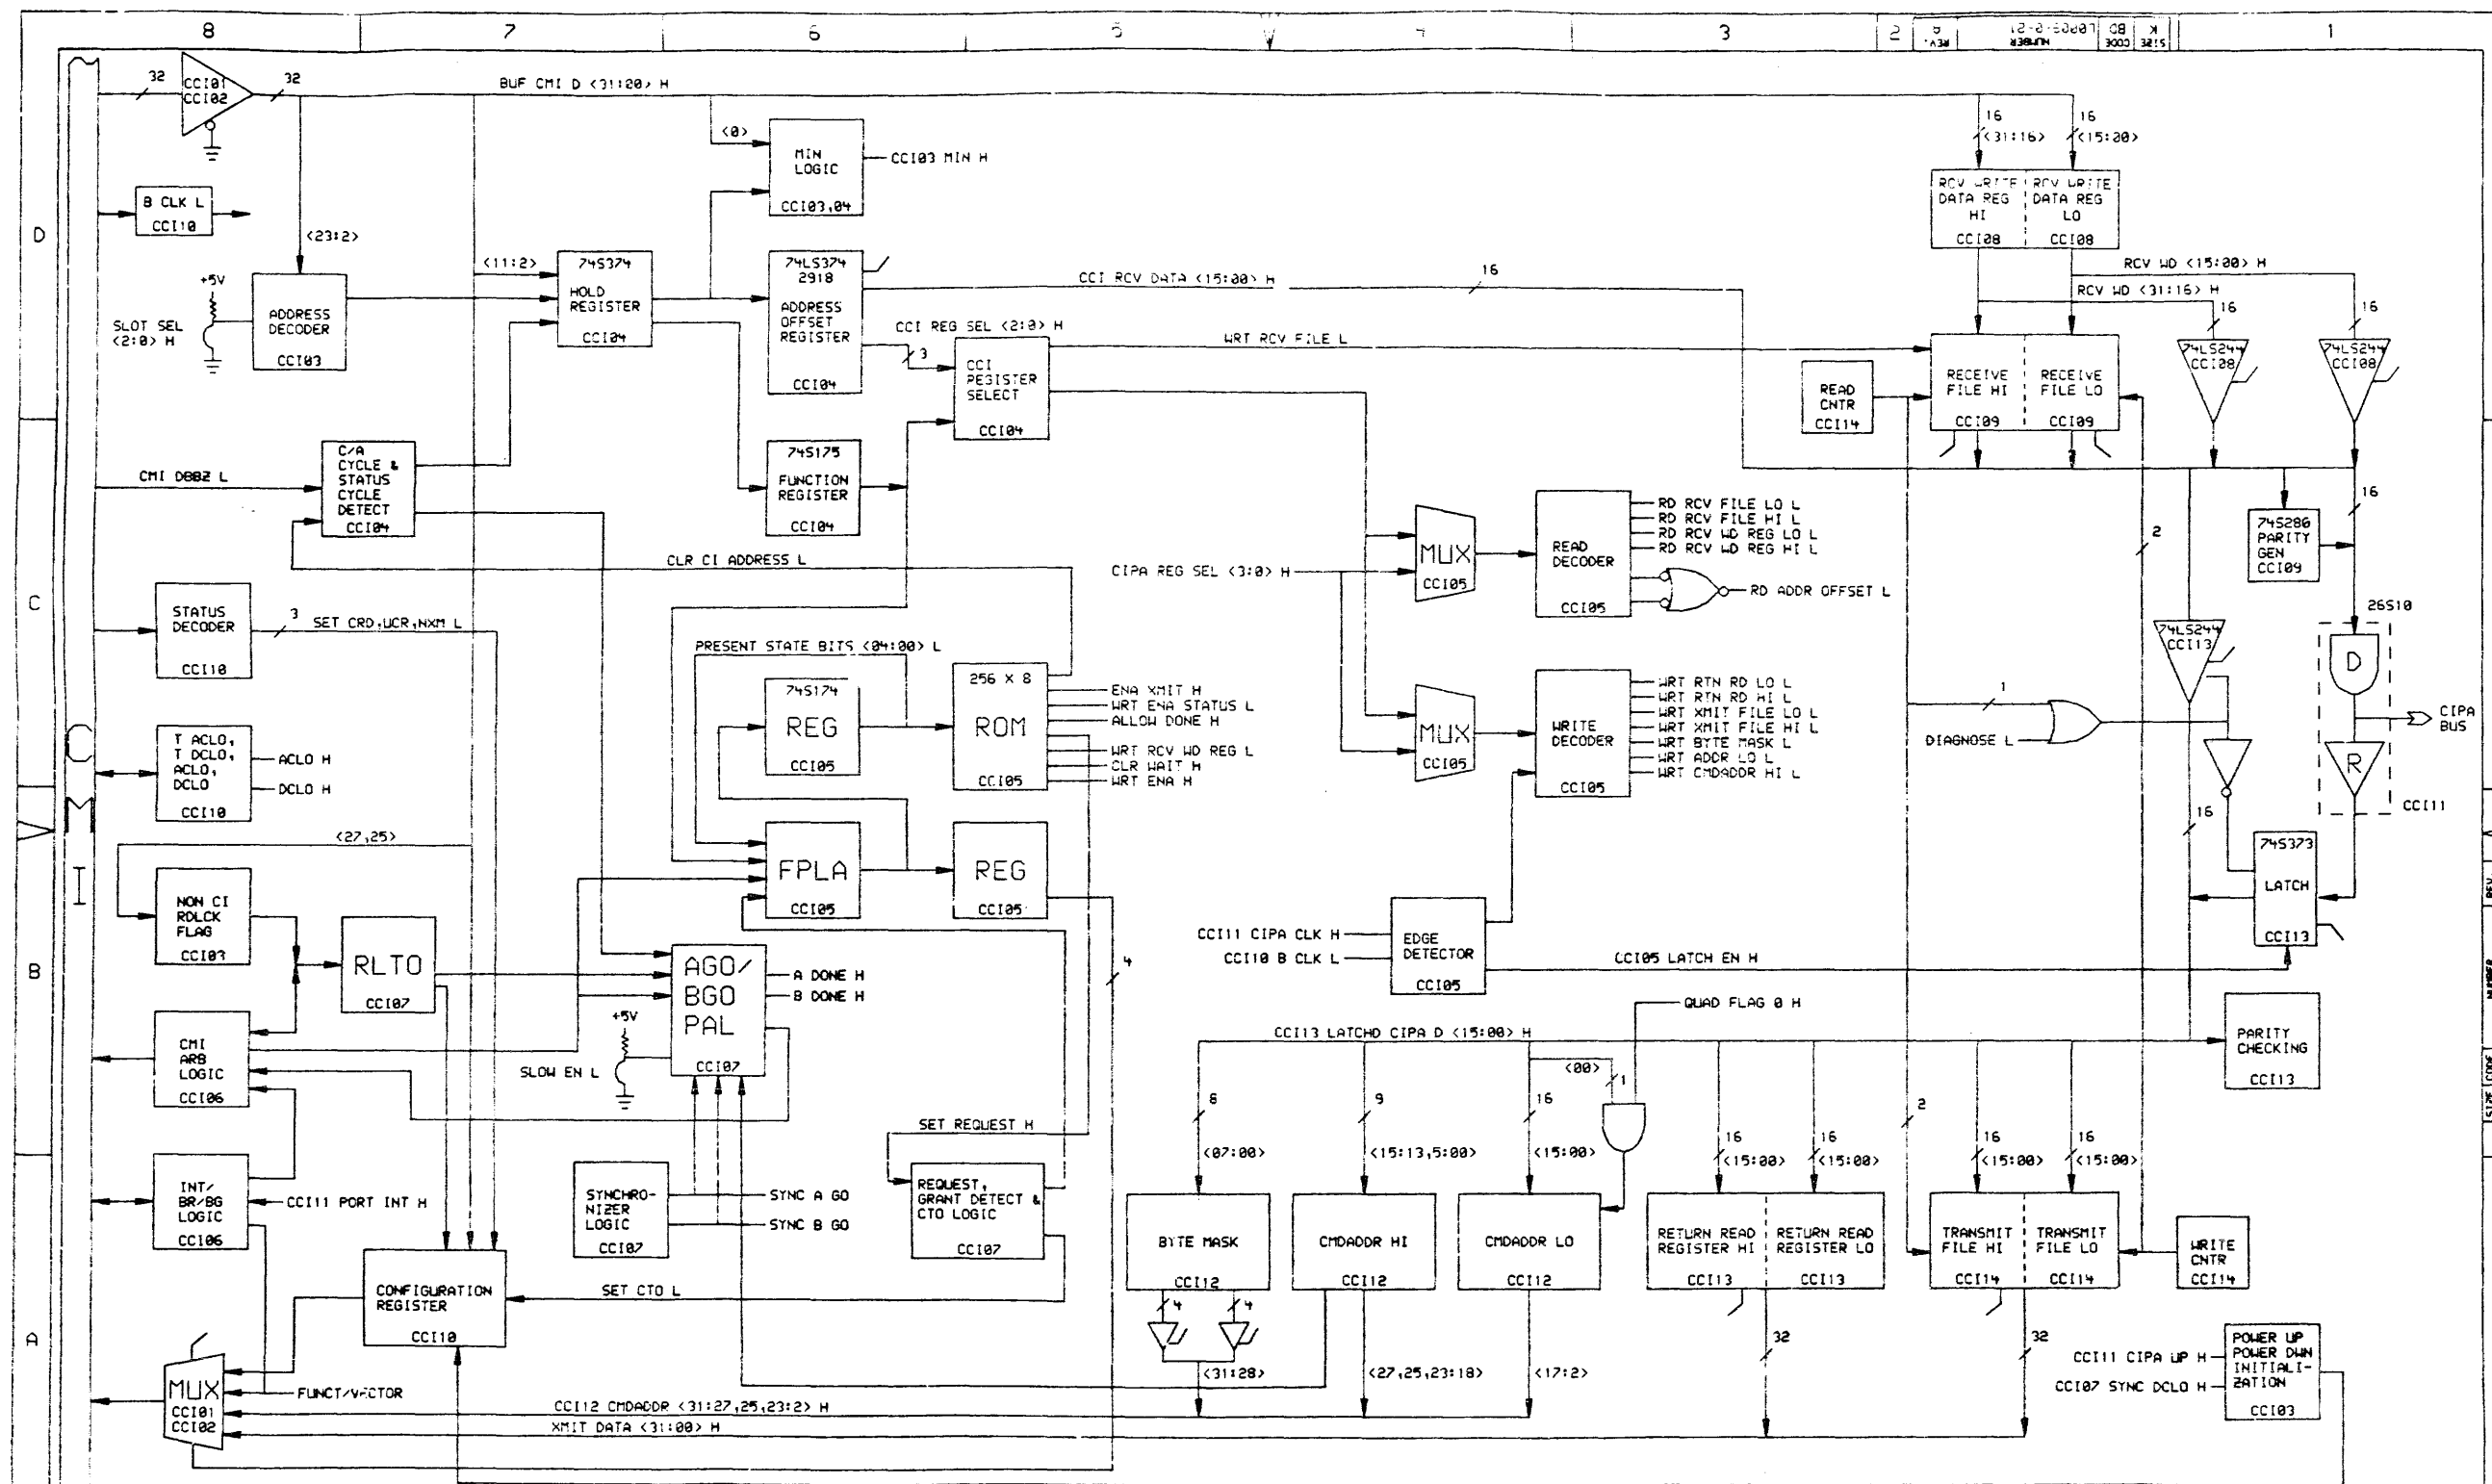 8 7 6 5 4 3 2 1
REV.
NUMBER
L0009-0-21
CODE
BD
SIZE
K
D
C
B
A
CMI
32
CCI01
CCI02
32
BUF CMI D <31:20> H
B CLK L
CCI10
<23:2>
<11:2>
<0>
MIN
LOGIC
CCI03,04
CCI03 MIN H
+5V
SLOT SEL
<2:0> H
ADDRESS
DECODER
CCI03
74S374
HOLD
REGISTER
CCI04
74LS374
2918
ADDRESS
OFFSET
REGISTER
CCI04
CCI RCV DATA <15:00> H
16
CCI REG SEL <2:0> H
3
CCI
REGISTER
SELECT
CCI04
WRT RCV FILE L
16
<31:16>
16
<15:20>
RCV WRITE
DATA REG
HI
CCI08
RCV WRITE
DATA REG
LO
CCI08
RCV WD <15:00> H
RCV WD <31:16> H
16
16
74LS244
CCI08
74LS244
CCI08
READ
CNTR
CCI14
RECEIVE
FILE HI
CCI09
RECEIVE
FILE LO
CCI09
CMI DBBZ L
C/A
CYCLE &
STATUS
CYCLE
DETECT
CCI04
74S175
FUNCTION
REGISTER
CCI04
CLR CI ADDRESS L
CIPA REG SEL <3:0> H
MUX
CCI05
READ
DECODER
CCI05
RD RCV FILE LO L
RD RCV FILE HI L
RD RCV WD REG LO L
RD RCV WD REG HI L
RD ADDR OFFSET L
2
16
74S286
PARITY
GEN
CCI09
26S10
74LS244
CCI13
D
R
CIPA
BUS
CCI11
STATUS
DECODER
CCI10
3
SET CRD,UCR,NXM L
PRESENT STATE BITS <04:00> L
74S174
REG
CCI05
256 X 8
ROM
CCI05
ENA XMIT H
WRT ENA STATUS L
ALLOW DONE H
WRT RCV WD REG L
CLR WAIT H
WRT ENA H
MUX
CCI05
WRITE
DECODER
CCI05
WRT RTN RD LO L
WRT RTN RD HI L
WRT XMIT FILE LO L
WRT XMIT FILE HI L
WRT BYTE MASK L
WRT ADDR LO L
WRT CMDADDR HI L
1
DIAGNOSE L
16
T ACLO,
T DCLO,
ACLO,
DCLO
CCI10
ACLO H
DCLO H
<27,25>
NON CI
RDLCK
FLAG
CCI03
RLTO
CCI07
FPLA
CCI05
REG
CCI05
74S373
LATCH
CCI13
CCI11 CIPA CLK H
CCI10 B CLK L
EDGE
DETECTOR
CCI05
CCI05 LATCH EN H
AGO/
BGO
PAL
CCI07
A DONE H
B DONE H
4
+5V
SLOW EN L
CMI
ARB
LOGIC
CCI06
QUAD FLAG 0 H
CCI13 LATCHD CIPA D <15:00> H
PARITY
CHECKING
CCI13
<00>
1
8
<07:00>
9
<15:13,5:00>
16
<15:00>
16
<15:00>
16
<15:00>
2
16
<15:00>
16
<15:00>
SET REQUEST H
INT/
BR/BG
LOGIC
CCI06
CCI11 PORT INT H
SYNCHRO-
NIZER
LOGIC
CCI07
SYNC A GO
SYNC B GO
REQUEST,
GRANT DETECT &
CTO LOGIC
CCI07
BYTE MASK
CCI12
CMDADDR HI
CCI12
CMDADDR LO
CCI12
RETURN READ
REGISTER HI
CCI13
RETURN READ
REGISTER LO
CCI13
TRANSMIT
FILE HI
CCI14
TRANSMIT
FILE LO
CCI14
WRITE
CNTR
CCI14
CONFIGURATION
REGISTER
CCI10
SET CTO L
4
4
<31:28>
<27,25,23:18>
<17:2>
32
32
CCI11 CIPA UP H
CCI07 SYNC DCLO H
POWER UP
POWER DWN
INITIALI-
ZATION
CCI03
MUX
CCI01
CCI02
FUNCT/VECTOR
CCI12 CMDADDR <31:27,25,23:2> H
XMIT DATA <31:00> H
REV
NUMBER
SIZE CODE